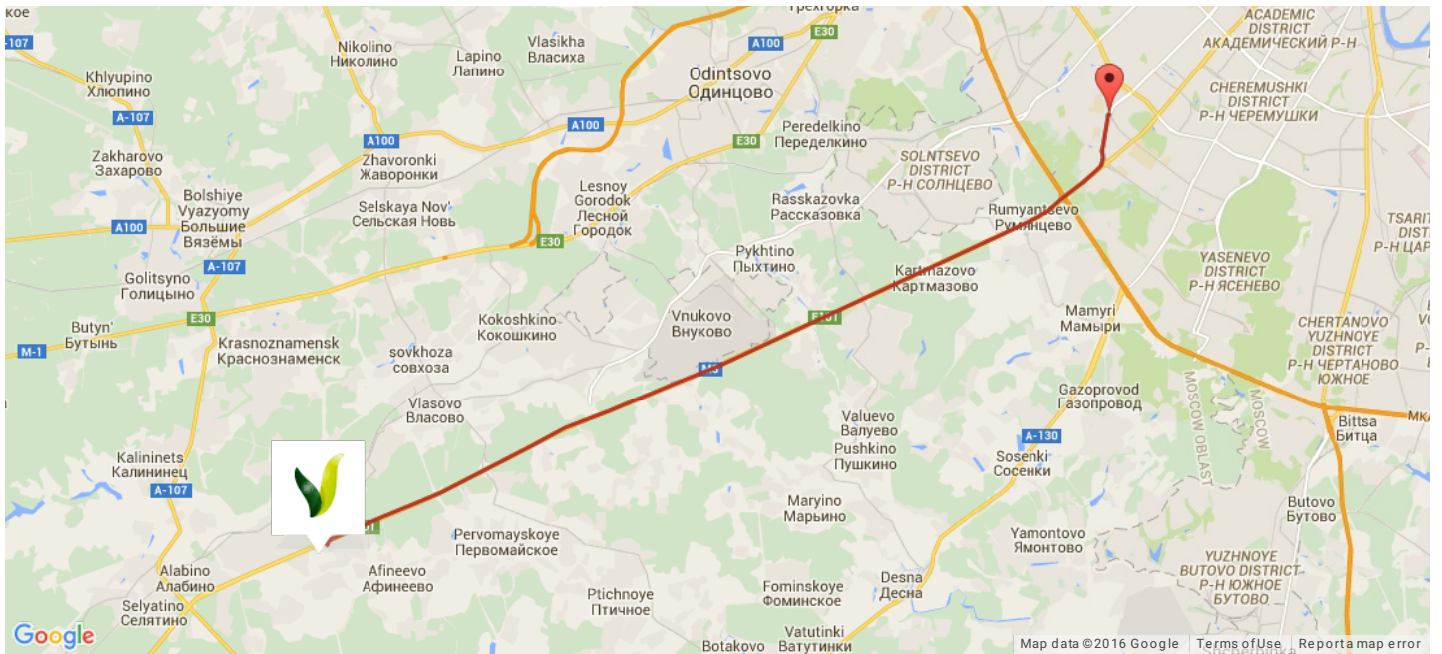 кое
-107
Трёхгорка
E30
A100
ACADEMIC
DISTRICT
АКАДЕМИЧЕСКИЙ Р-Н
Nikolino
Николино
Lapino
Лапино
Vlasikha
Власиха
Khlyupino
Хлюпино
Odintsovo
Одинцово
CHEREMUSHKI
DISTRICT
Р-Н ЧЕРЕМУШКИ
A-107
A100
A100
E30
Peredelkino
Переделкино
Zakharovo
Захарово
Zhavoronki
Жаворонки
SOLNTSEVO
DISTRICT
Р-Н СОЛНЦЕВО
Bolshiye
Vyazyomy
Большие
Вязёмы
Selskaya Nov'
Сельская Новь
Lesnoy
Gorodok
Лесной
Городок
Rasskazovka
Рассказовка
Rumyantsevo
Румянцево
TSARIT
DIST
Р-Н ЦАР
A100
E30
Pykhtino
Пыхтино
YASENEVO
DISTRICT
Р-Н ЯСЕНЕВО
A-107
Golitsyno
Голицыно
Kartmazovo
Картмазово
E30
Butyn'
Бутынь
Kokoshkino
Кокошкино
Vnukovo
Внуково
E101
Mamyri
Мамыри
CHERTANOVO
YUZHNOYE
DISTRICT
Р-Н ЧЕРТАНОВО
ЮЖНОЕ
M-1
Krasnoznamensk
Краснознаменск
sovkhoza
совхоза
M3
Gazoprovod
Газопровод
MOSCOW OBLAST
MOSCOW
Vlasovo
Власово
Valuevo
Валуево
МКА
Bittsa
Битца
A-130
Pushkino
Пушкино
Sosenki
Сосенки
Kalininets
Калининец
A-107
Maryino
Марьино
Butovo
Бутово
01
Pervomayskoye
Первомайское
Yamontovo
Ямонтово
YUZHNOYE
BUTOVO DISTRICT
Р-Н ЮЖНОЕ
БУТОВО
Alabino
Алабино
Afineevo
Афинеево
Fominskoye
Фоминское
Desna
Десна
Ptichnoye
Птичное
Selyatino
Селятино
Vatutinki
Ватутинки
Botakovo
Google
Map data ©2016 Google
Terms of Use
Report a map error